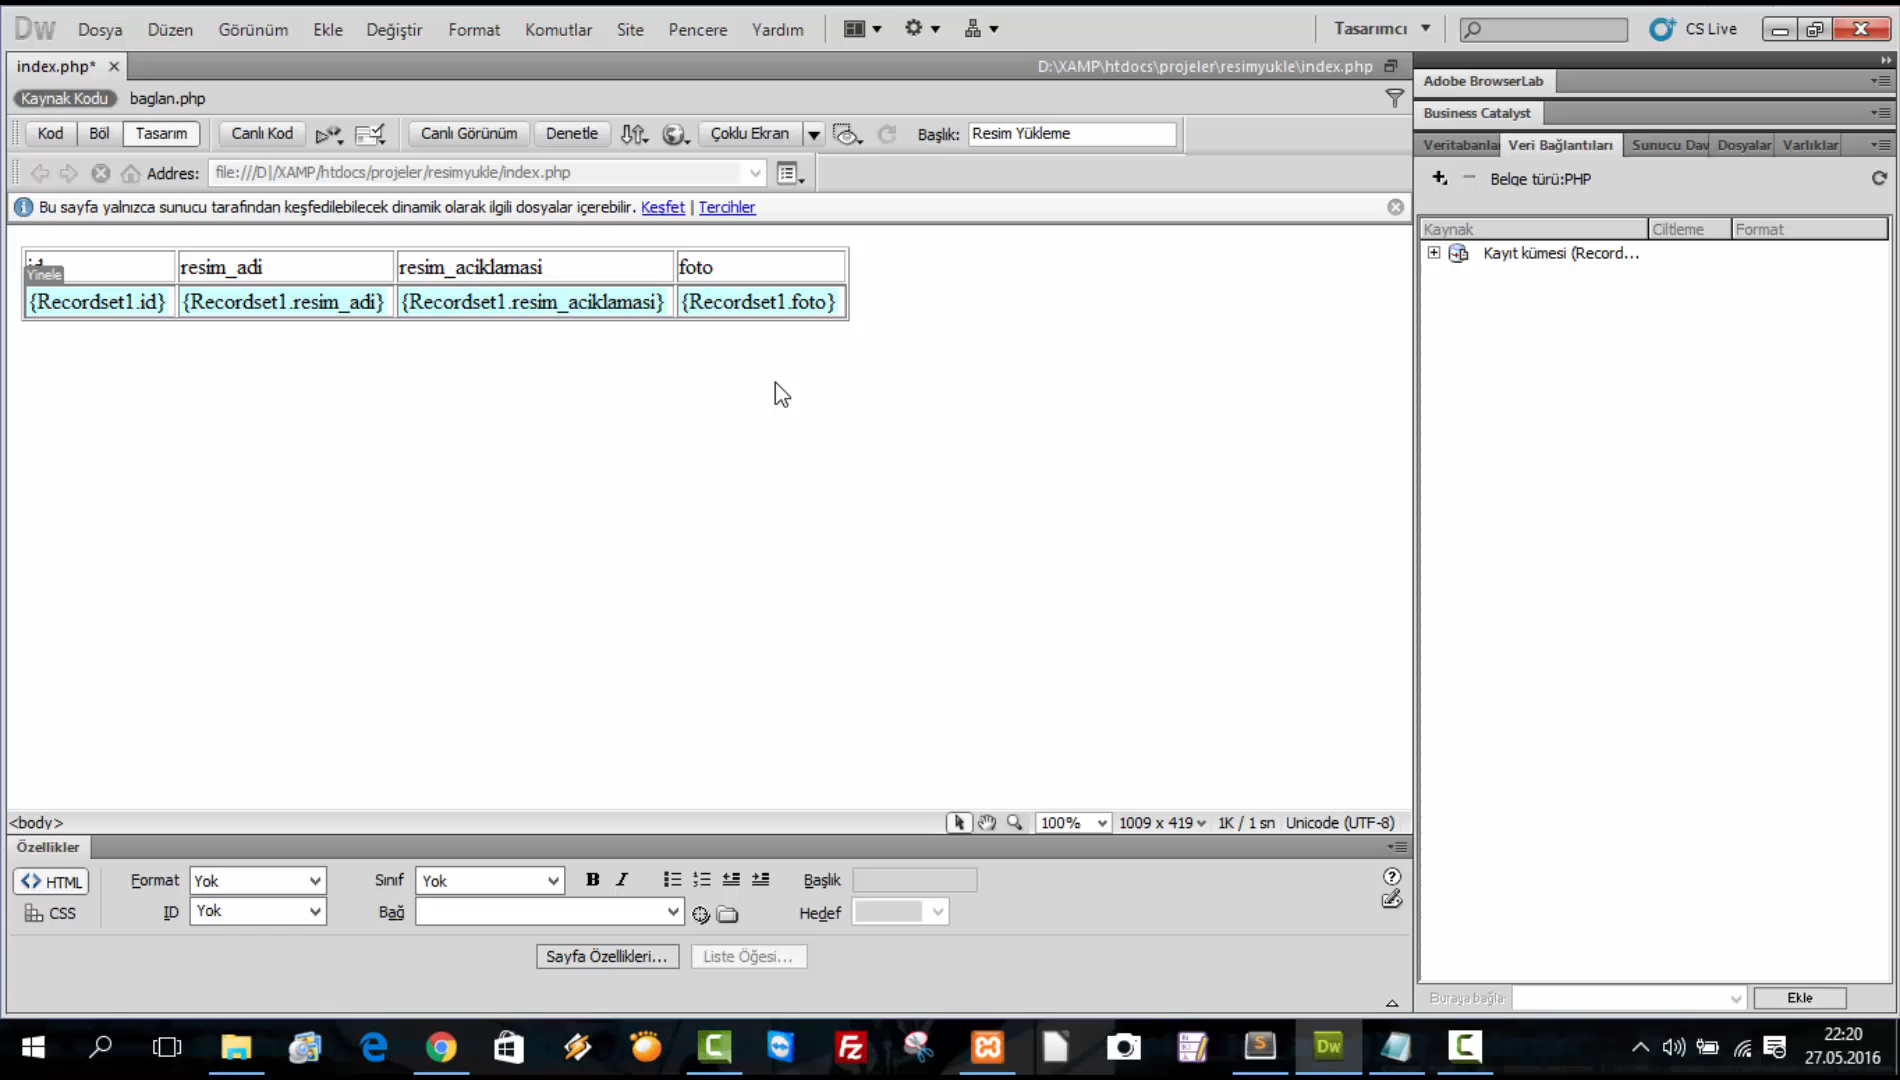 Dw Dosya Düzen Görünüm Ekle Değiştir Format Komutlar Site Pencere Yardım Tasarımcı CS Live
index.php* D:\XAMP\htdocs\projeler\resimyukle\index.php
Adobe BrowserLab
Kaynak Kodu baglan.php
Business Catalyst
Kod Böl Tasarım Canlı Kod Canlı Görünüm Denetle Çoklu Ekran Başlık: Resim Yükleme
Veritabanla Veri Bağlantıları Sunucu Dav Dosyalar Varlıklar
Addres: file:///D|/XAMP/htdocs/projeler/resimyukle/index.php
Belge türü:PHP
Bu sayfa yalnızca sunucu tarafından keşfedilebilecek dinamik olarak ilgili dosyalar içerebilir. Keşfet | Tercihler
Kaynak Ciltleme Format
Kayıt kümesi (Record...
id resim_adi resim_aciklamasi foto
Yinele
{Recordset1.id} {Recordset1.resim_adi} {Recordset1.resim_aciklamasi} {Recordset1.foto}
<body> 100% 1009 x 419 1K / 1 sn Unicode (UTF-8)
Özellikler
<> HTML Format Yok Sınıf Yok B I Başlık
CSS ID Yok Bağ Hedef
Sayfa Özellikleri... Liste Öğesi...
Buraya bağla: Ekle
22:20
27.05.2016